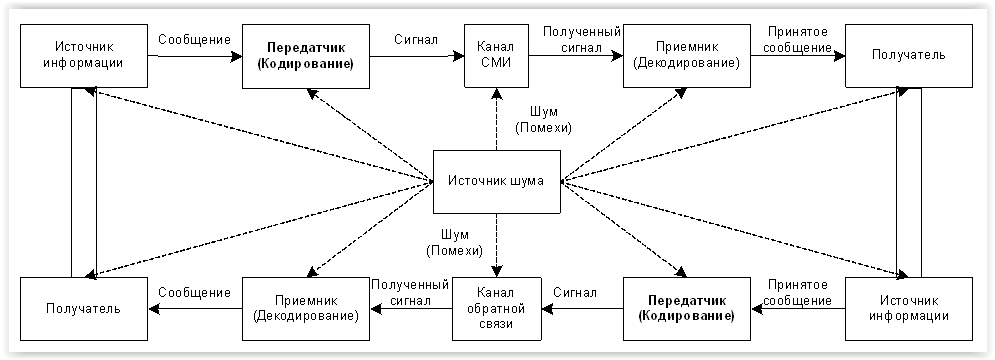 Источник
информации
Сообщение
Передатчик
(Кодирование)
Сигнал
Канал
СМИ
Полученный
сигнал
Приемник
(Декодирование)
Принятое
сообщение
Получатель
Шум
(Помехи)
Источник шума
Шум
(Помехи)
Получатель
Сообщение
Приемник
(Декодирование)
Полученный
сигнал
Канал
обратной
связи
Сигнал
Передатчик
(Кодирование)
Принятое
сообщение
Источник
информации